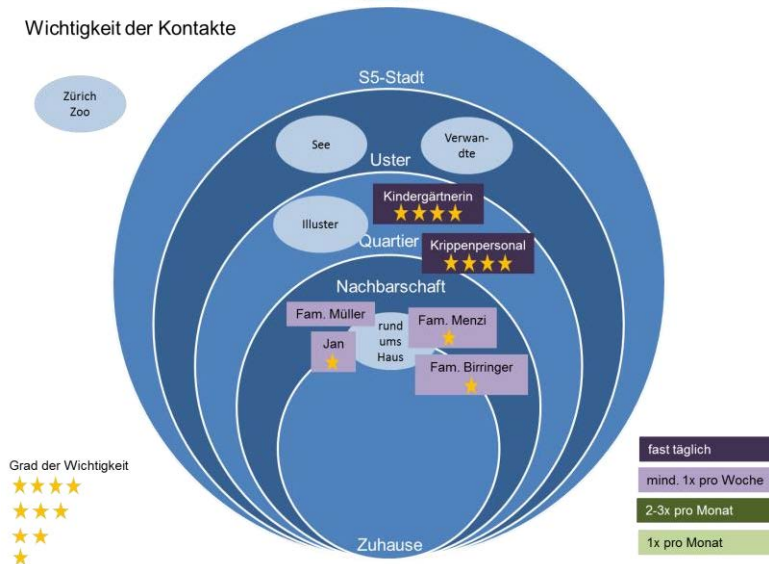 Wichtigkeit der Kontakte
S5-Stadt
Zürich
Zoo
See
Verwan-
dte
Uster
Kindergärtnerin
Illuster
Quartier
Krippenpersonal
Nachbarschaft
Fam. Müller
rund
ums
Haus
Fam. Menzi
Jan
Fam. Birringer
Grad der Wichtigkeit
fast täglich
mind. 1x pro Woche
2-3x pro Monat
1x pro Monat
Zuhause